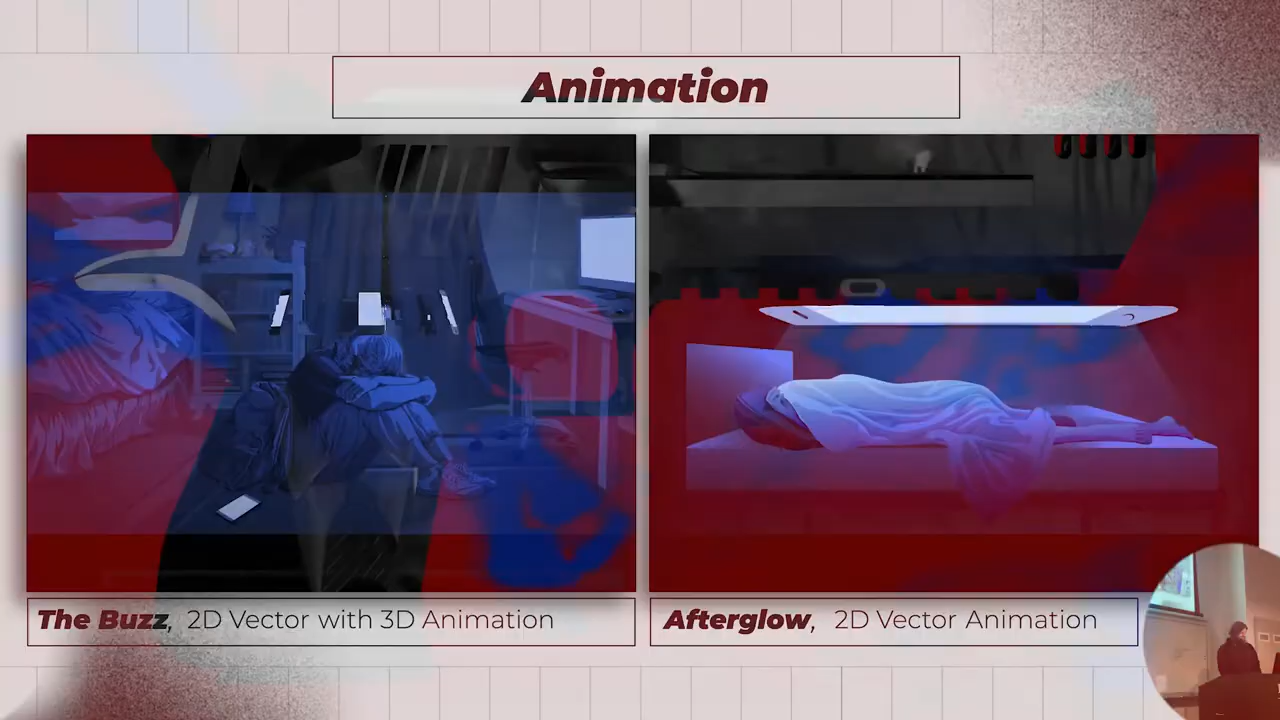 Animation
The Buzz, 2D Vector with 3D Animation
Afterglow, 2D Vector Animation